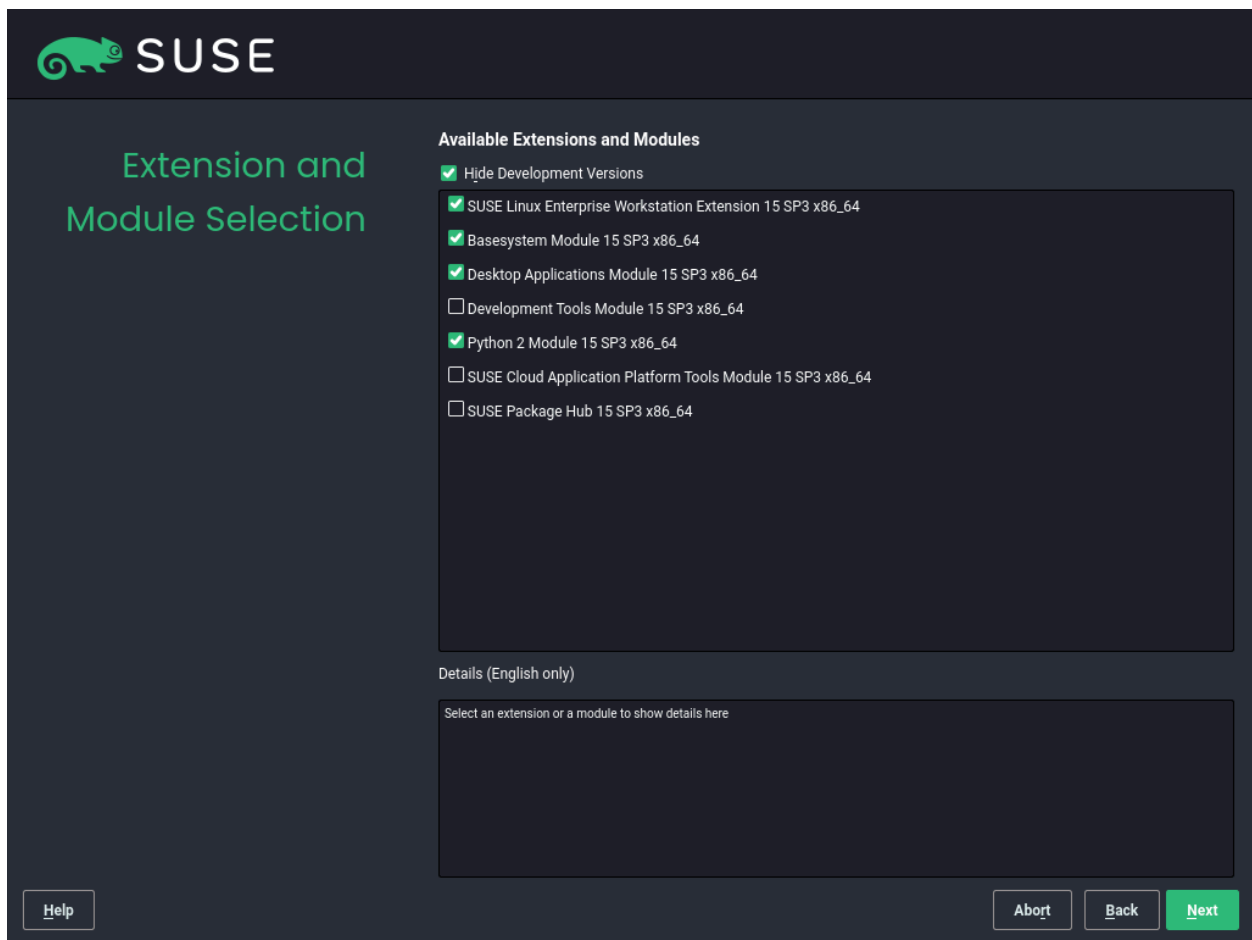 SUSE
Extension and
Module Selection
Available Extensions and Modules
Hide Development Versions
SUSE Linux Enterprise Workstation Extension 15 SP3 x86_64
Basesystem Module 15 SP3 x86_64
Desktop Applications Module 15 SP3 x86_64
Development Tools Module 15 SP3 x86_64
Python 2 Module 15 SP3 x86_64
SUSE Cloud Application Platform Tools Module 15 SP3 x86_64
SUSE Package Hub 15 SP3 x86_64
Details (English only)
Select an extension or a module to show details here
Help
Abort
Back
Next